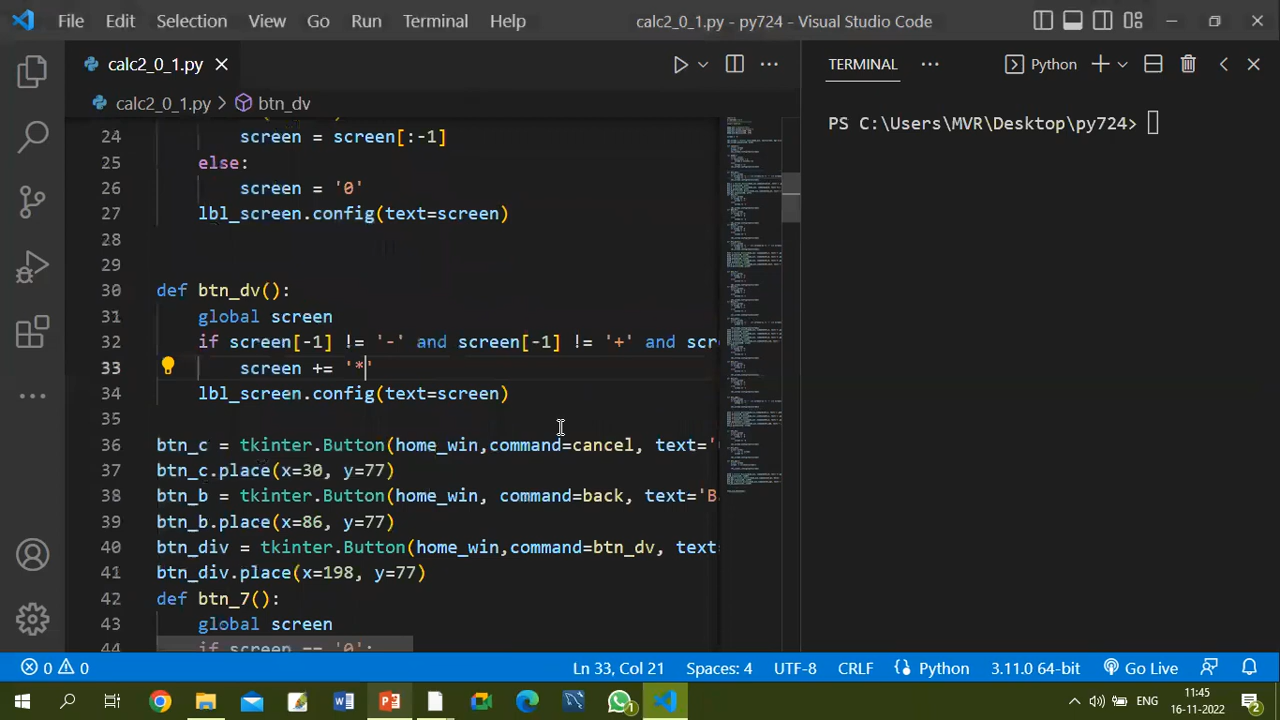 File Edit Selection View Go Run Terminal Help calc2_0_1.py - py724 - Visual Studio Code
calc2_0_1.py
TERMINAL Python
calc2_0_1.py > btn_dv
PS C:\Users\MVR\Desktop\py724>
24 screen = screen[:-1]
25 else:
26 screen = '0'
27 lbl_screen.config(text=screen)
28
29
30 def btn_dv():
31 global screen
32 if screen[-1] != '-' and screen[-1] != '+' and scr
33 screen += '*'
34 lbl_screen.config(text=screen)
35
36 btn_c = tkinter.Button(home_win,command=cancel, text='
37 btn_c.place(x=30, y=77)
38 btn_b = tkinter.Button(home_win, command=back, text='B
39 btn_b.place(x=86, y=77)
40 btn_div = tkinter.Button(home_win,command=btn_dv, text
41 btn_div.place(x=198, y=77)
42 def btn_7():
43 global screen
44 if screen == '0':
0 0 Ln 33, Col 21 Spaces: 4 UTF-8 CRLF Python 3.11.0 64-bit Go Live
ENG 11:45
16-11-2022 2